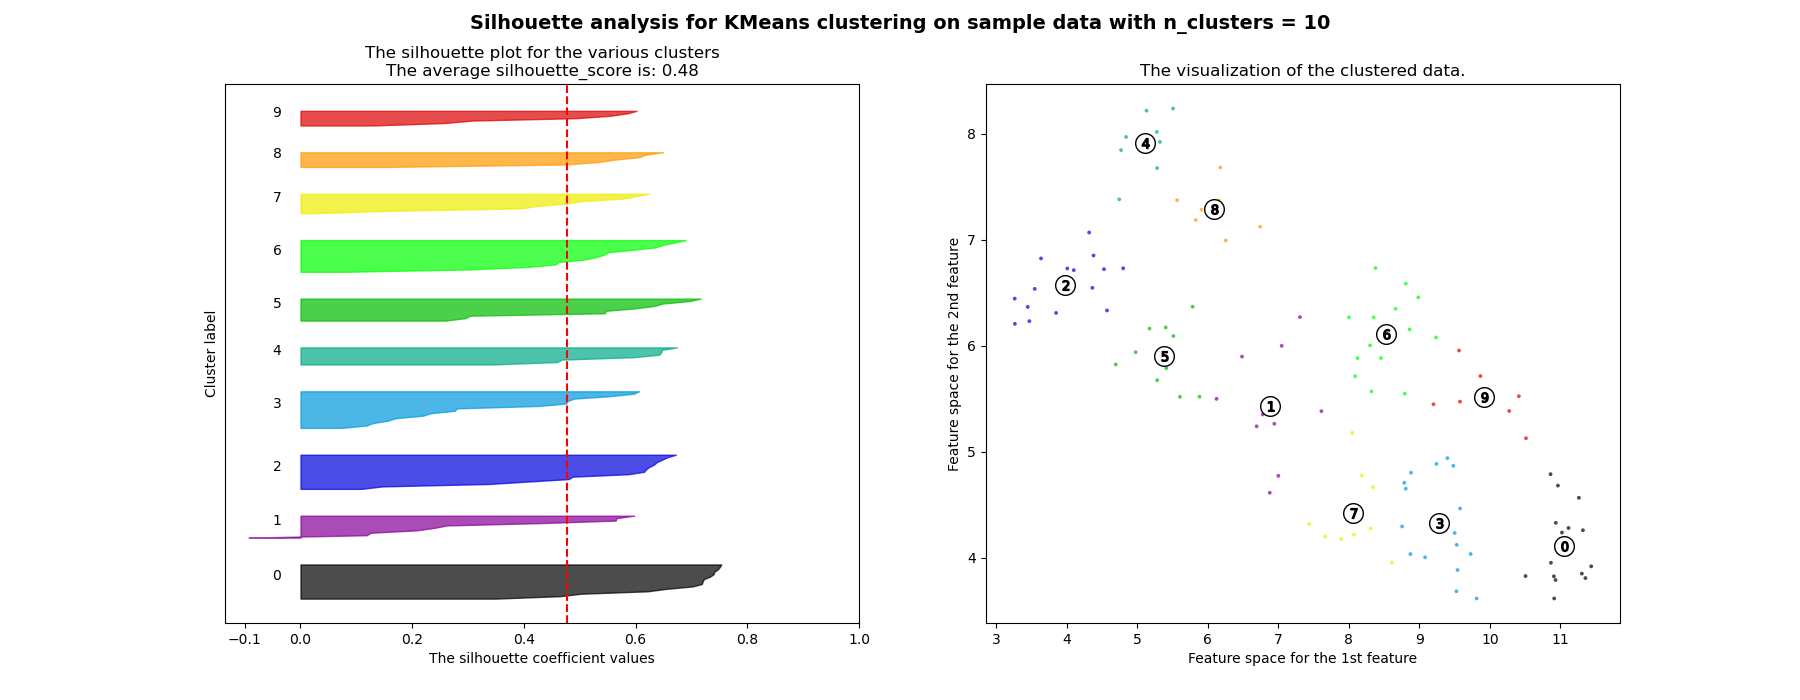 Silhouette analysis for KMeans clustering on sample data with n_clusters = 10
The silhouette plot for the various clusters
The average silhouette_score is: 0.48
9
8
7
6
5
4
3
2
1
0
Cluster label
−0.1 0.0 0.2 0.4 0.6 0.8 1.0
The silhouette coefficient values
The visualization of the clustered data.
8
7
6
5
4
Feature space for the 2nd feature
4
8
2
6
5
9
1
7
3
0
3 4 5 6 7 8 9 10 11
Feature space for the 1st feature